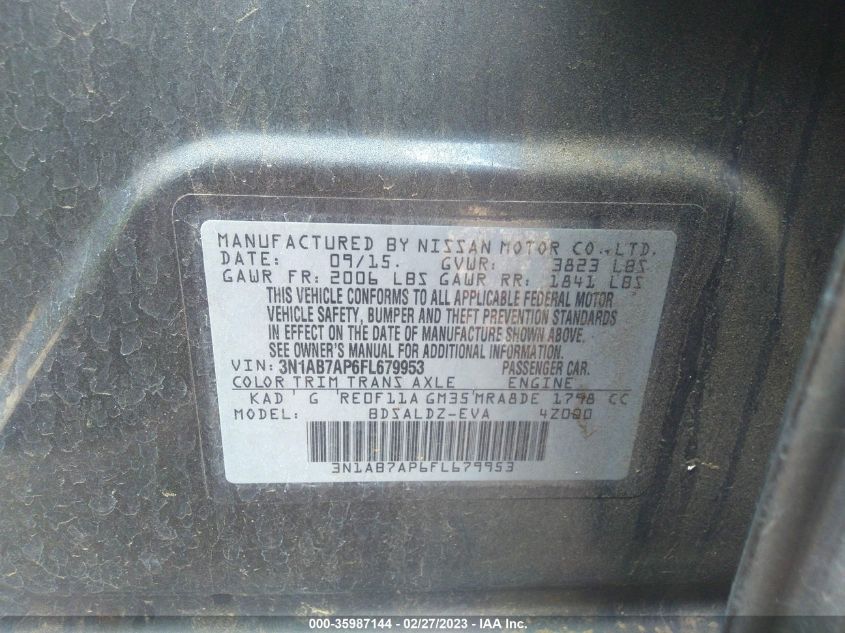 MANUFACTURED BY NISSAN MOTOR CO., LTD.
DATE: 09/15. GVWR: 3823 LBS
GAWR FR: 2006 LBS GAWR RR: 1841 LBS
THIS VEHICLE CONFORMS TO ALL APPLICABLE FEDERAL MOTOR
VEHICLE SAFETY, BUMPER AND THEFT PREVENTION STANDARDS
IN EFFECT ON THE DATE OF MANUFACTURE SHOWN ABOVE.
SEE OWNER'S MANUAL FOR ADDITIONAL INFORMATION.
VIN: 3N1AB7AP6FL679953 PASSENGER CAR.
COLOR TRIM TRANS AXLE ENGINE
KAD G RE0F11A GM35 MRA8DE 1798 CC
MODEL: BDSALDZ-EVA 4Z000
3N1AB7AP6FL679953
000-35987144 - 02/27/2023 - IAA Inc.